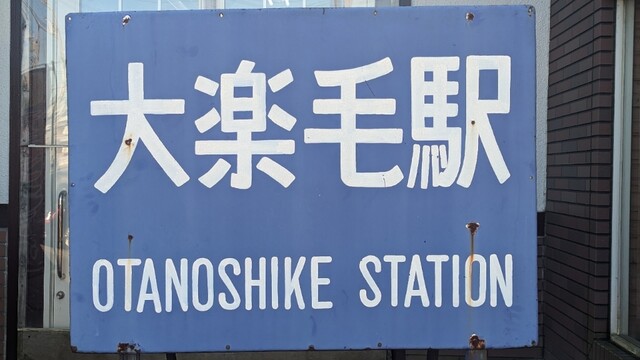 大楽毛駅
OTANOSHIKE STATION